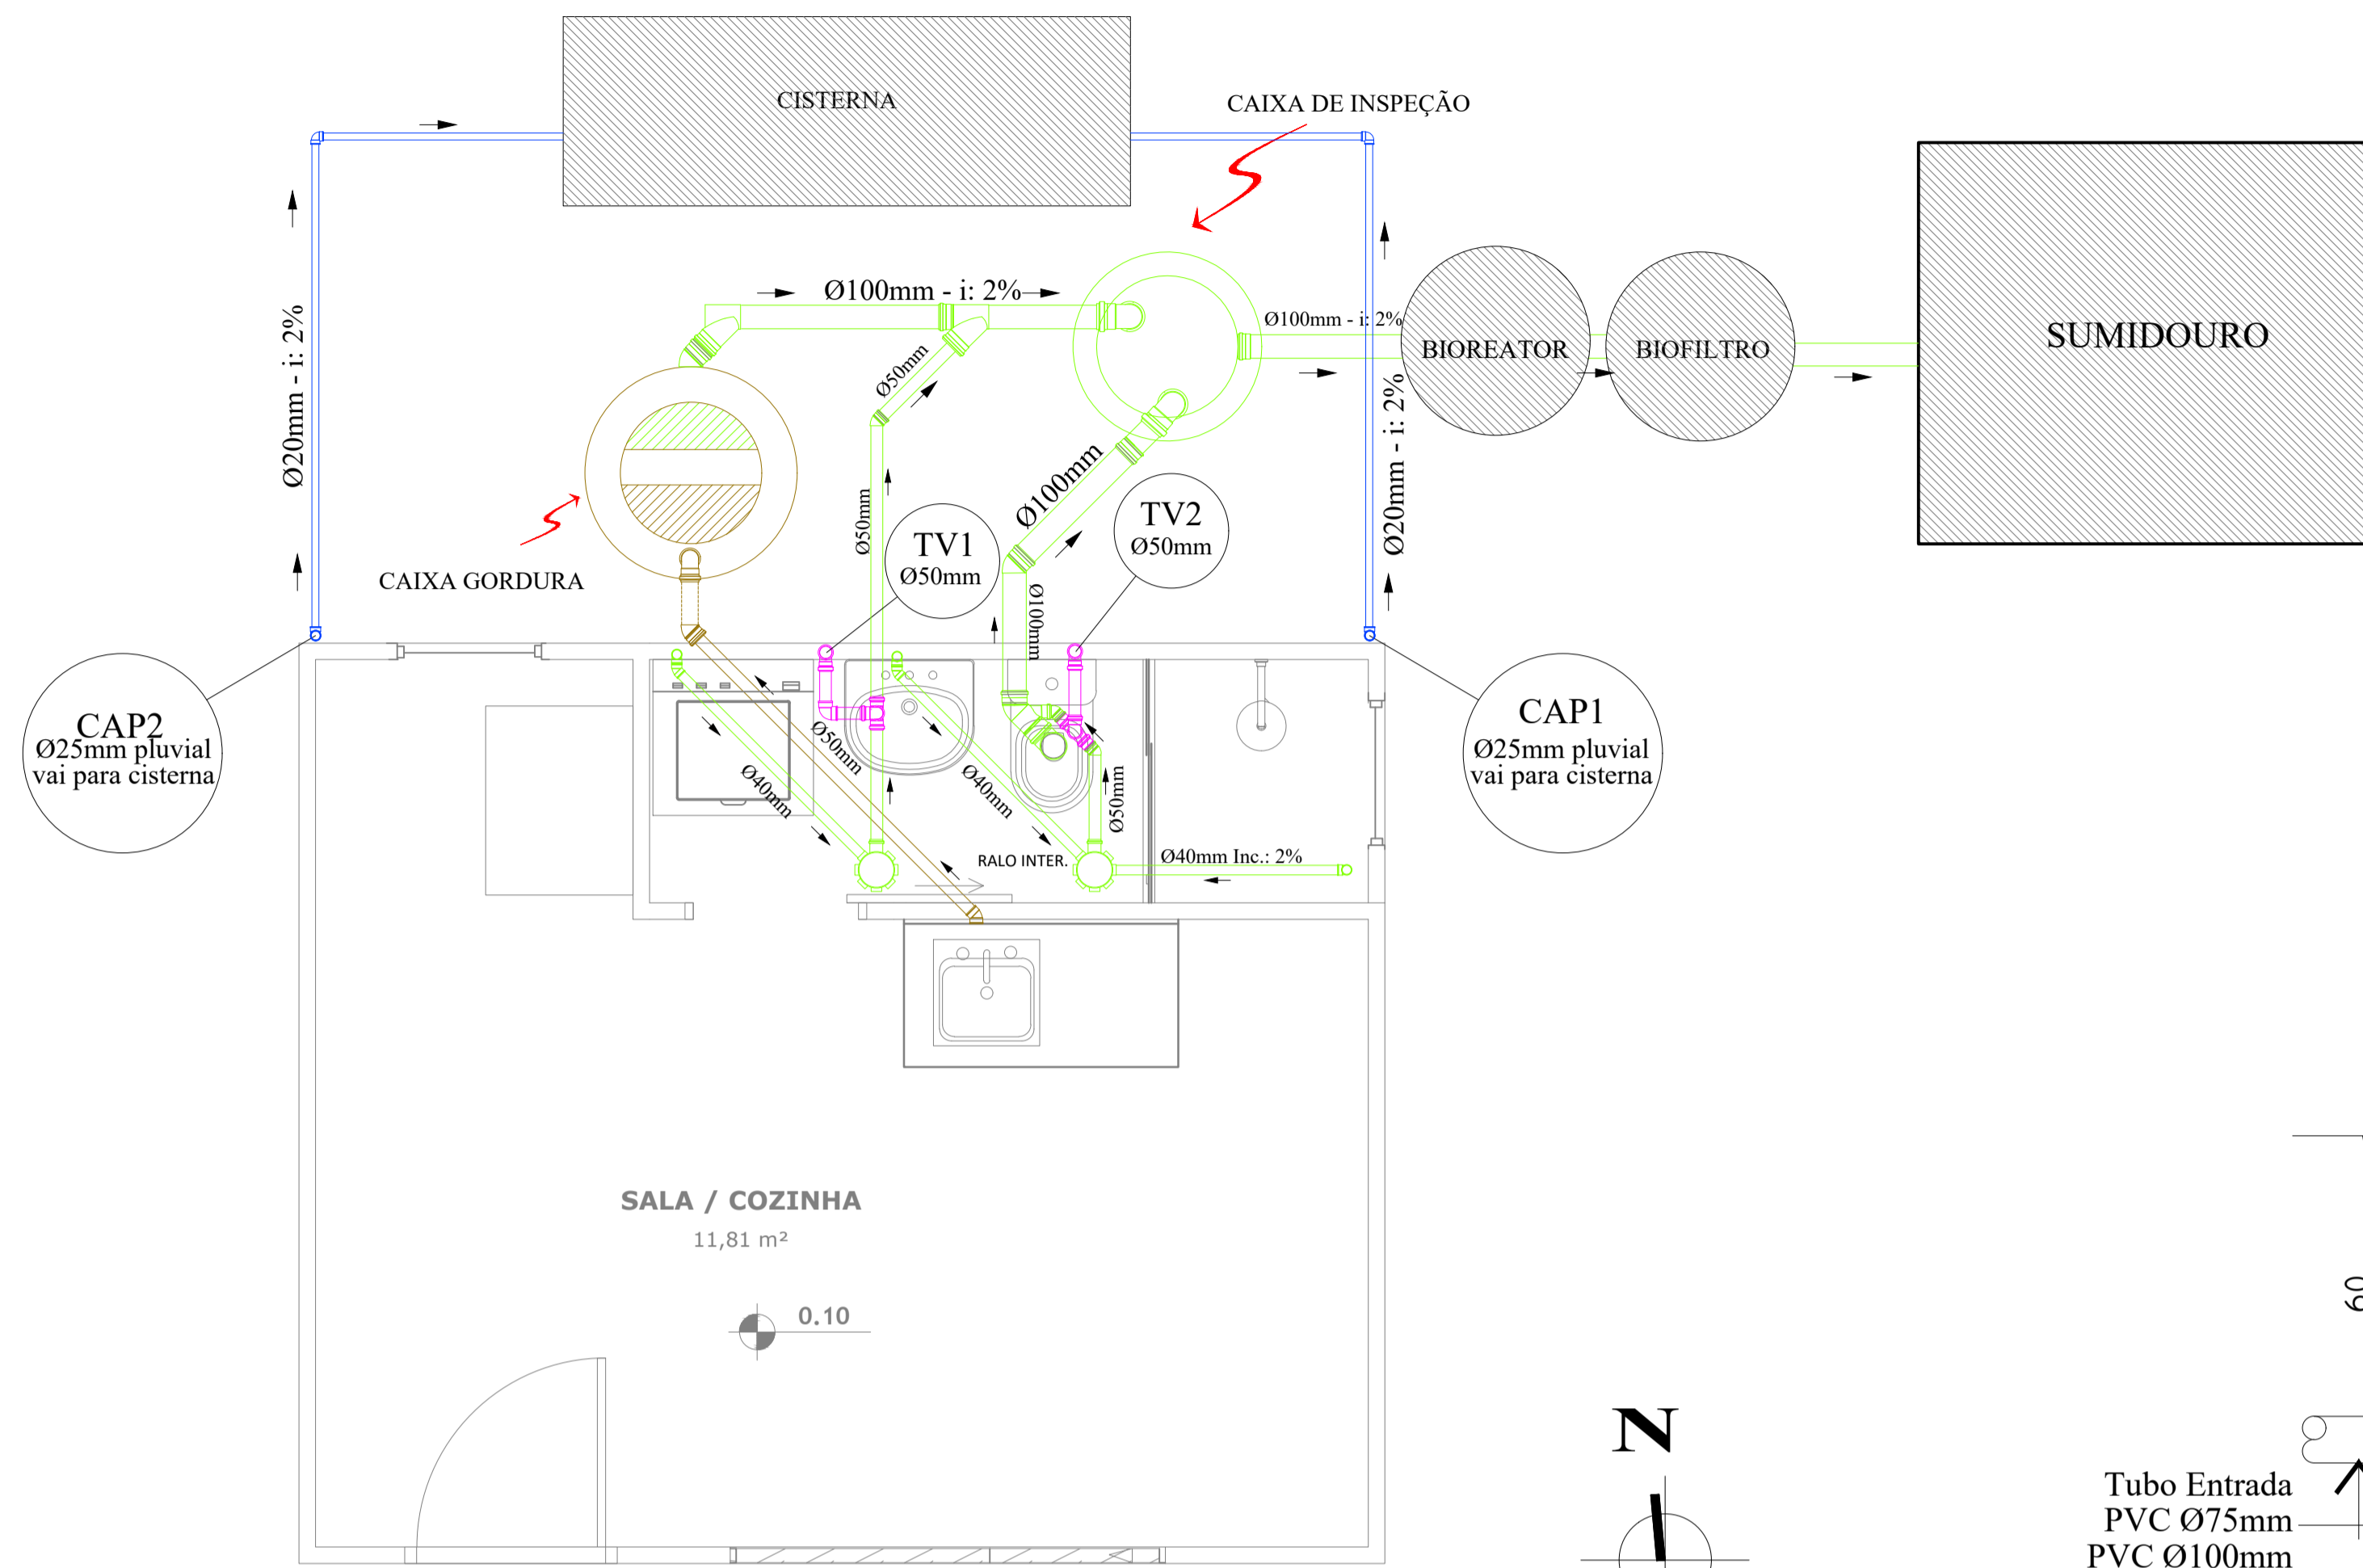 CISTERNA
CAIXA DE INSPEÇÃO
Ø100mm - i: 2%
Ø100mm - i: 2%
Ø20mm - i: 2%
Ø50mm
BIOREATOR
BIOFILTRO
SUMIDOURO
Ø20mm - i: 2%
Ø100mm
Ø50mm
TV1
Ø50mm
TV2
Ø50mm
CAIXA GORDURA
Ø100mm
CAP2
Ø25mm pluvial
vai para cisterna
CAP1
Ø25mm pluvial
vai para cisterna
Ø50mm
Ø40mm
Ø40mm
Ø50mm
RALO INTER.
Ø40mm Inc.: 2%
SALA / COZINHA
11,81 m²
0.10
60
N
Tubo Entrada
PVC Ø75mm
PVC Ø100mm